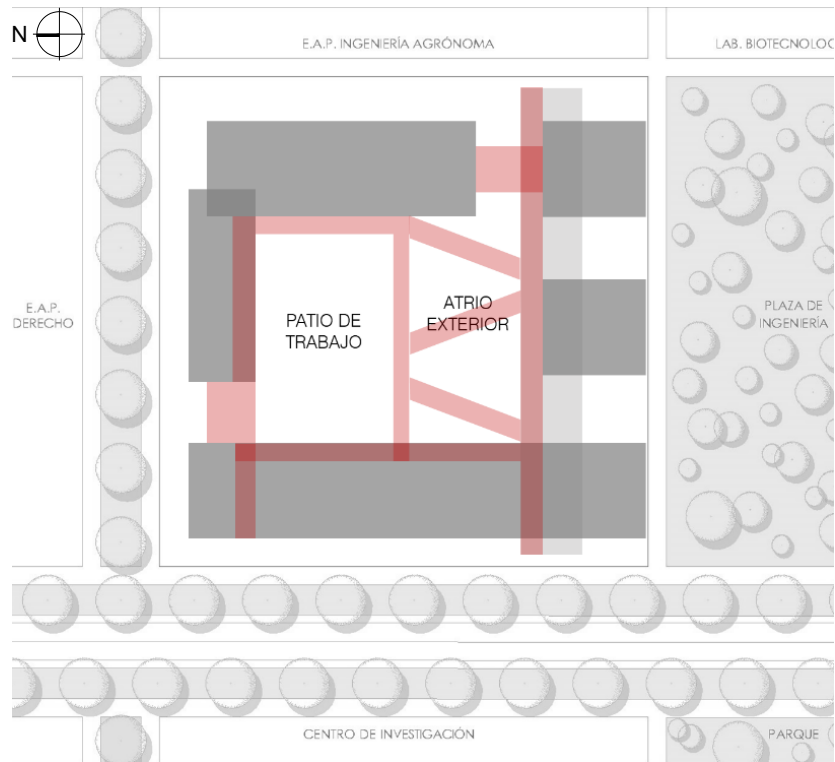 N
E.A.P. INGENIERÍA AGRÓNOMA
LAB. BIOTECNOLOG
E.A.P.
DERECHO
PATIO DE
TRABAJO
ATRIO
EXTERIOR
PLAZA DE
INGENIERÍA
CENTRO DE INVESTIGACIÓN
PARQUE